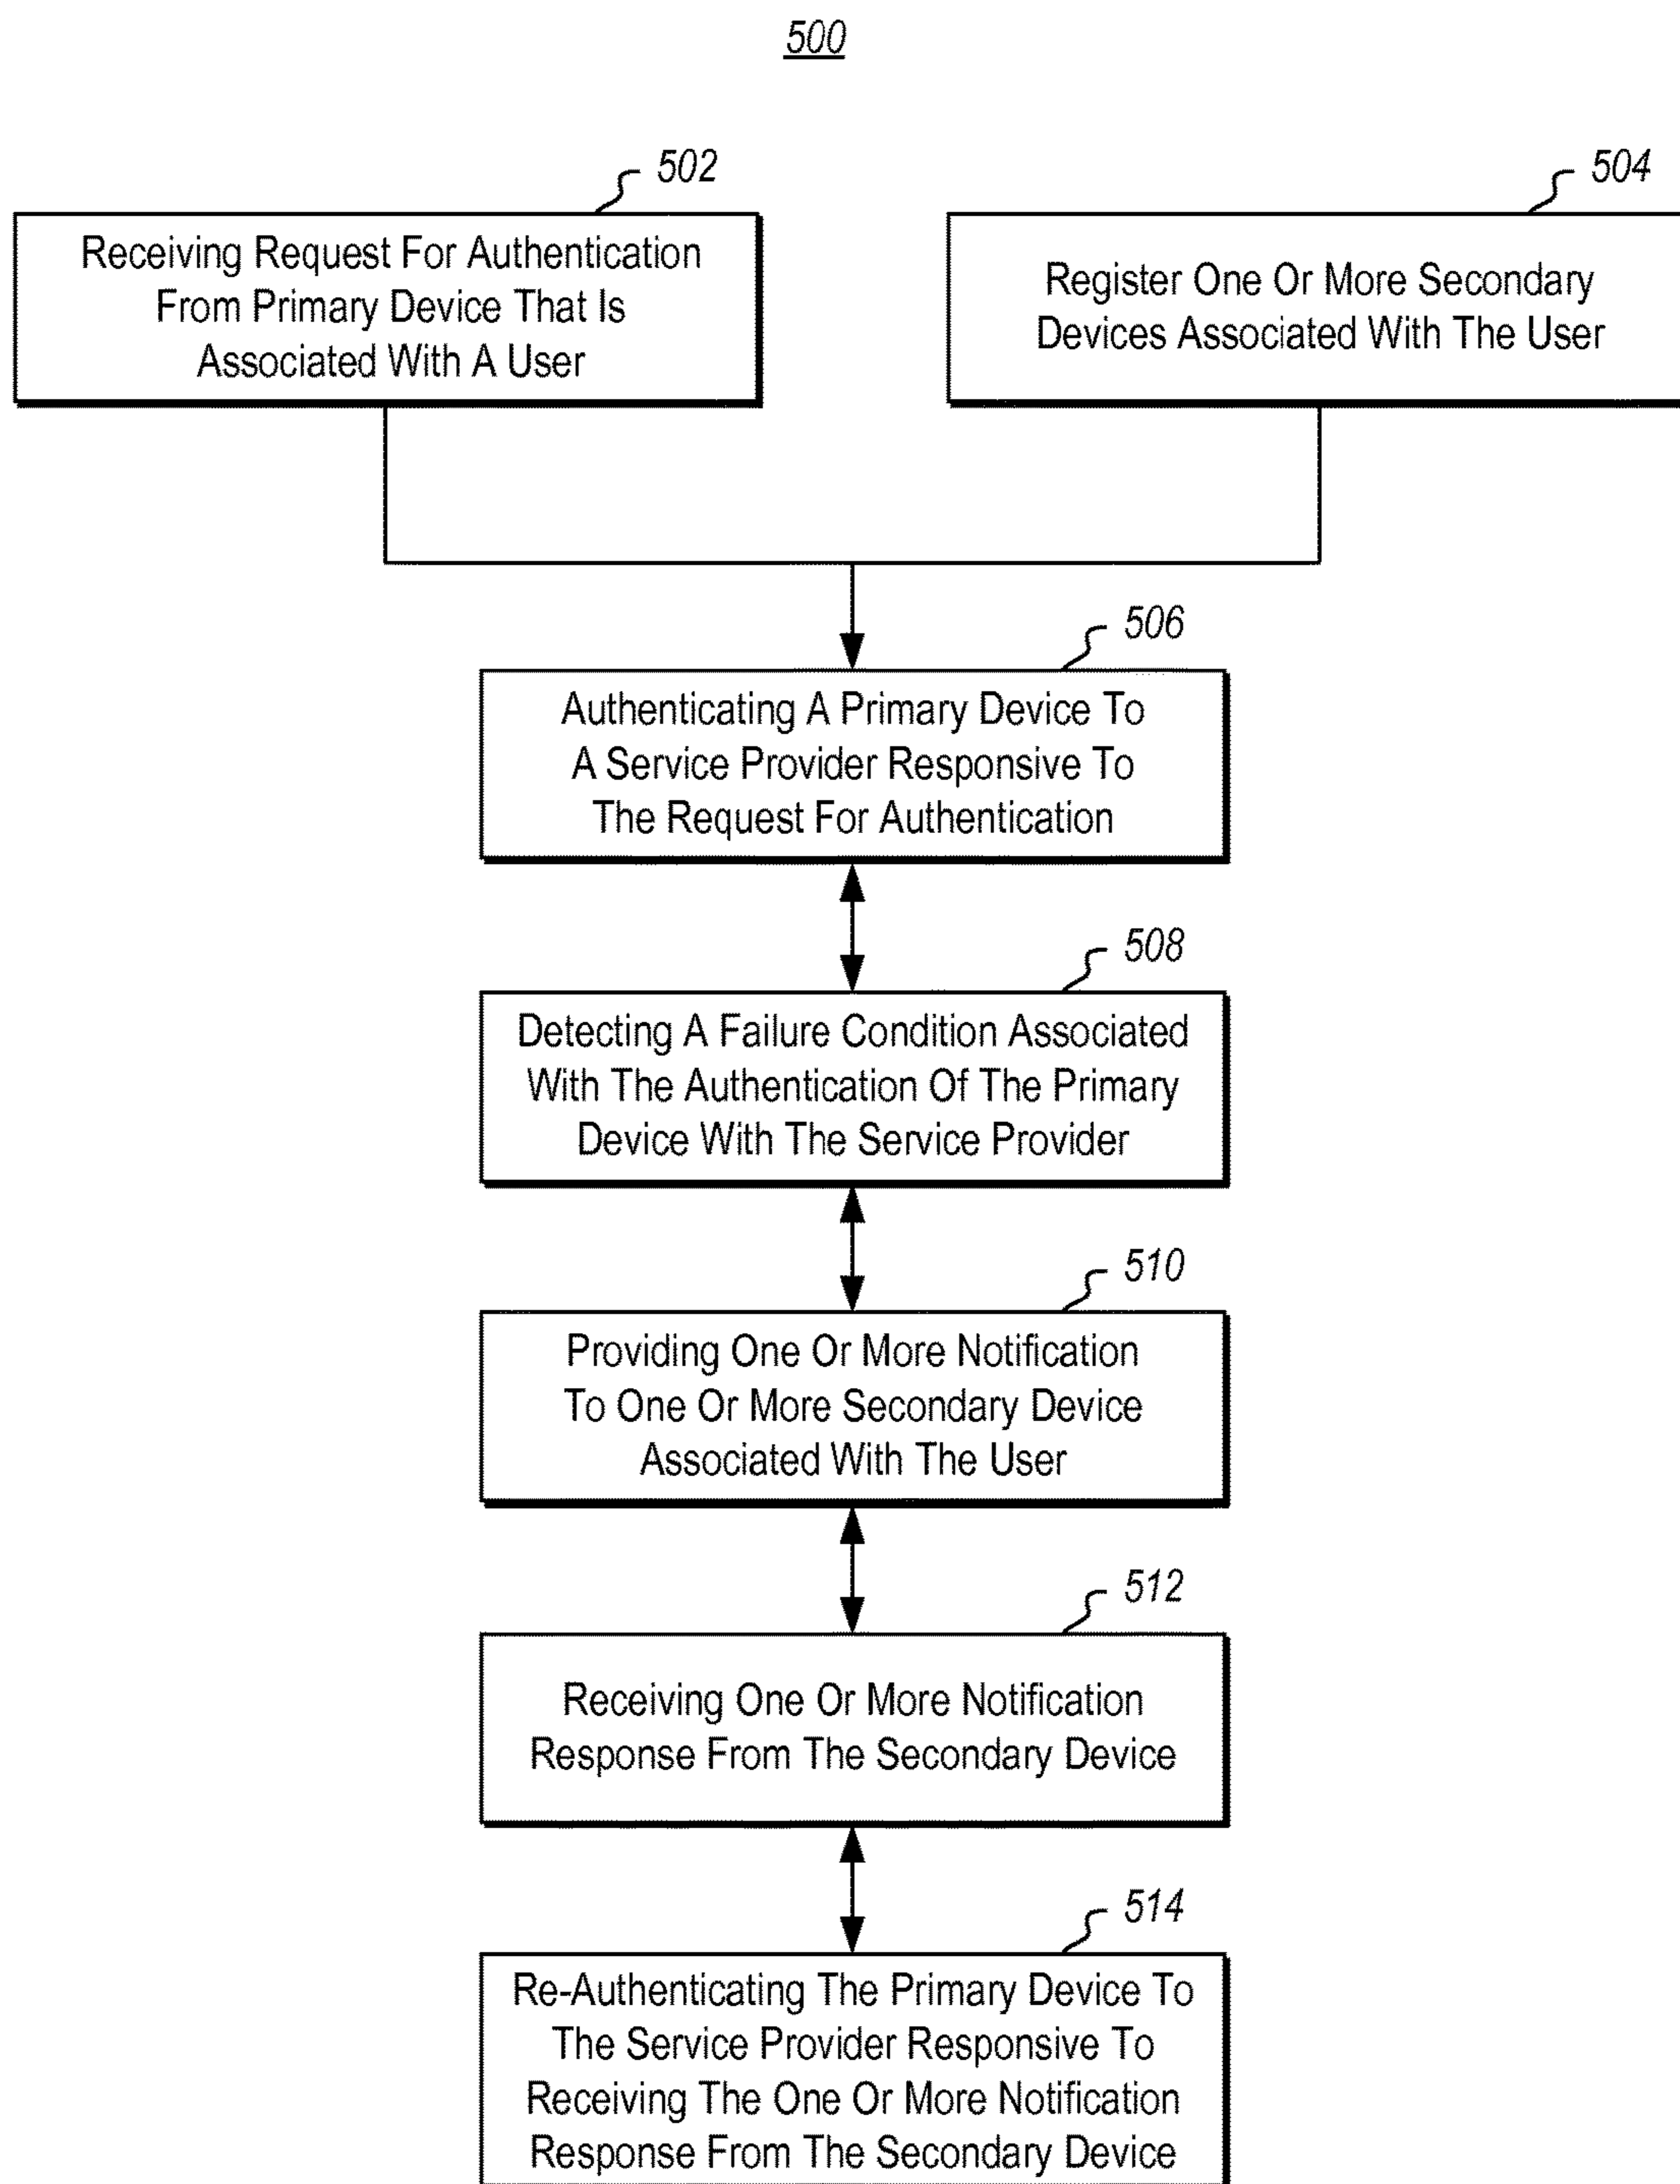 500
502
Receiving Request For Authentication
From Primary Device That Is
Associated With A User
504
Register One Or More Secondary
Devices Associated With The User
506
Authenticating A Primary Device To
A Service Provider Responsive To
The Request For Authentication
508
Detecting A Failure Condition Associated
With The Authentication Of The Primary
Device With The Service Provider
510
Providing One Or More Notification
To One Or More Secondary Device
Associated With The User
512
Receiving One Or More Notification
Response From The Secondary Device
514
Re-Authenticating The Primary Device To
The Service Provider Responsive To
Receiving The One Or More Notification
Response From The Secondary Device